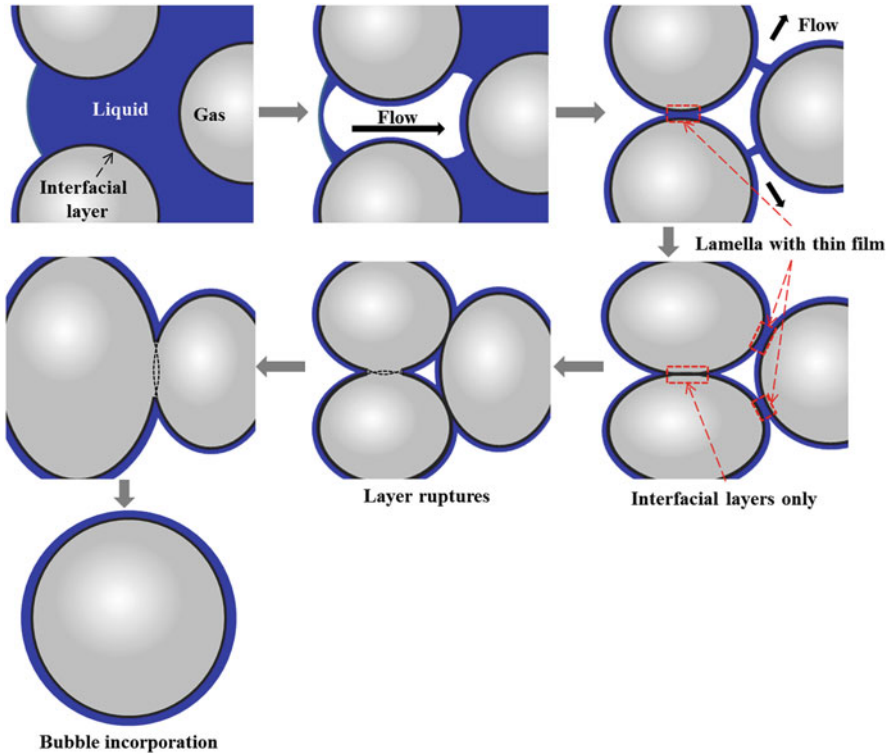 Liquid
Gas
Interfacial
layer
Flow
Flow
Lamella with thin film
Layer ruptures
Interfacial layers only
Bubble incorporation